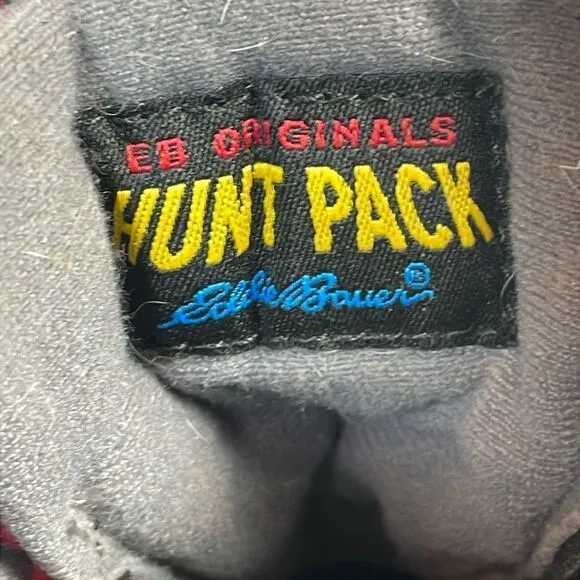 EB ORIGINALS
HUNT PACK
Eddie Bauer®